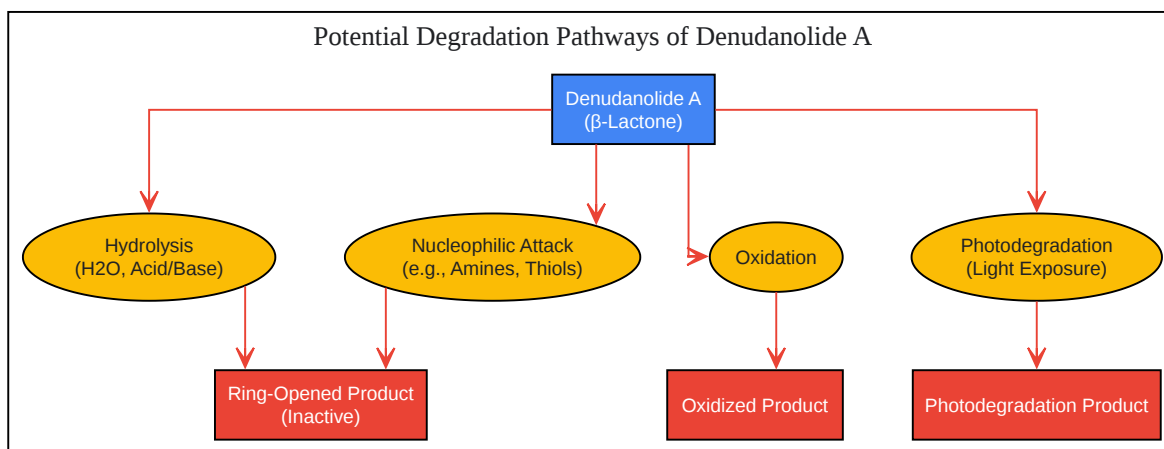 Potential Degradation Pathways of Denudanolide A
Denudanolide A
(β-Lactone)
Hydrolysis
(H2O, Acid/Base)
Nucleophilic Attack
(e.g., Amines, Thiols)
Oxidation
Photodegradation
(Light Exposure)
Ring-Opened Product
(Inactive)
Oxidized Product
Photodegradation Product